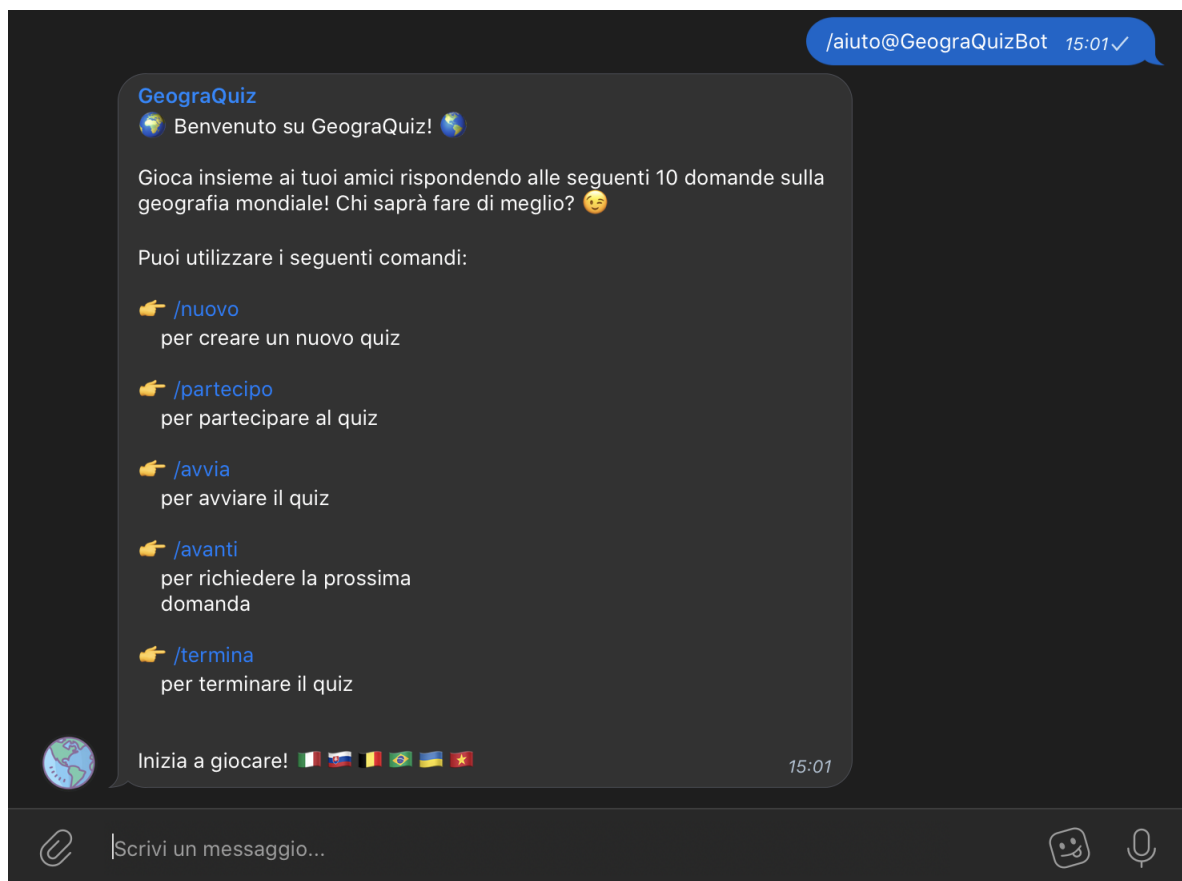 /aiuto@GeograQuizBot 15:01
GeograQuiz
Benvenuto su GeograQuiz!
Gioca insieme ai tuoi amici rispondendo alle seguenti 10 domande sulla
geografia mondiale! Chi saprà fare di meglio? 😉
Puoi utilizzare i seguenti comandi:
👉 /nuovo
per creare un nuovo quiz
👉 /partecipo
per partecipare al quiz
👉 /avvia
per avviare il quiz
👉 /avanti
per richiedere la prossima
domanda
👉 /termina
per terminare il quiz
Inizia a giocare! 🇮🇹 🇸🇰 🇧🇪 🇧🇷 🇺🇦 🇻🇳
15:01
Scrivi un messaggio...